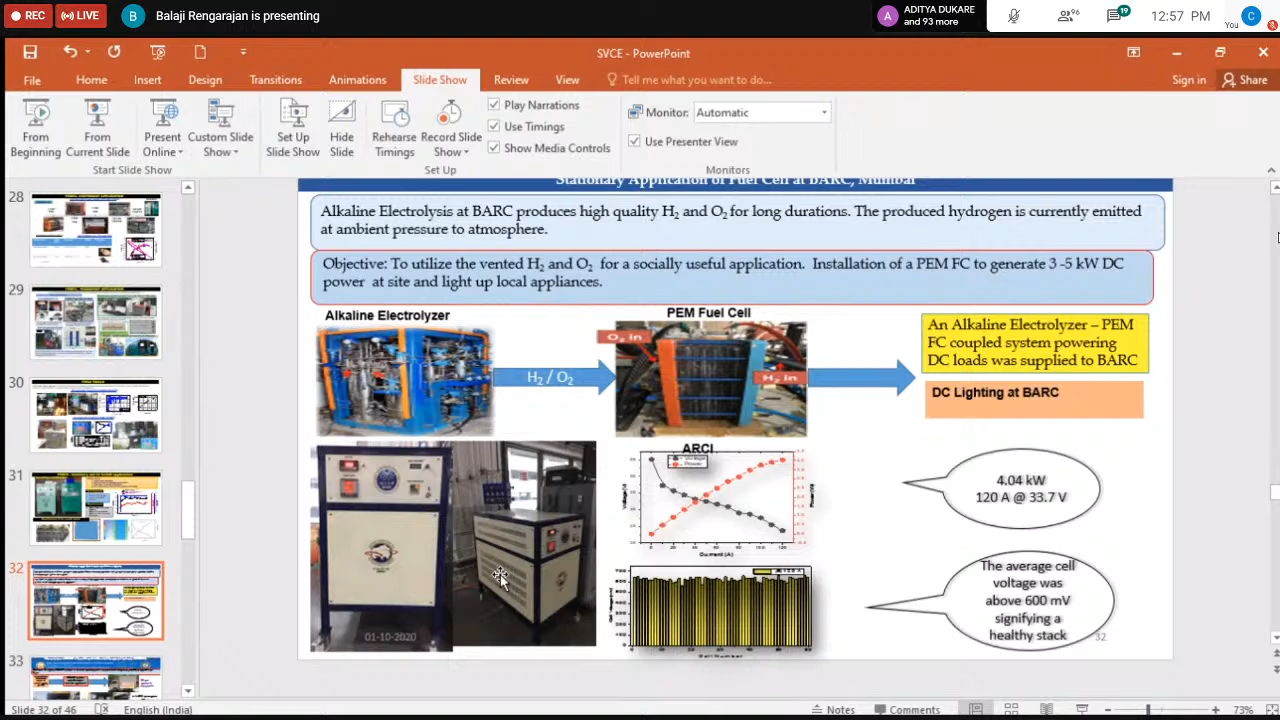 REC
LIVE
B
Balaji Rengarajan is presenting
A
ADITYA DUKARE
and 93 more
96
19
12:57 PM
You
C
SVCE - PowerPoint
File
Home
Insert
Design
Transitions
Animations
Slide Show
Review
View
Tell me what you want to do...
Sign in
Share
From
Beginning
From
Current Slide
Present
Online
Custom Slide
Show
Set Up
Slide Show
Hide
Slide
Rehearse
Timings
Record Slide
Show
Play Narrations
Use Timings
Show Media Controls
Monitor: Automatic
Use Presenter View
Start Slide Show
Set Up
Monitors
28
29
30
31
32
33
Stationary Application of Fuel Cell at BARC, Mumbai
Alkaline Electrolysis at BARC produces high quality H2 and O2 for long durations. The produced hydrogen is currently emitted
at ambient pressure to atmosphere.
Objective: To utilize the vented H2 and O2 for a socially useful application. Installation of a PEM FC to generate 3 -5 kW DC
power at site and light up local appliances.
Alkaline Electrolyzer
PEM Fuel Cell
O2 in
H2 in
H2 / O2
An Alkaline Electrolyzer – PEM
FC coupled system powering
DC loads was supplied to BARC
DC Lighting at BARC
ARCI
Current (A)
4.04 kW
120 A @ 33.7 V
The average cell
voltage was
above 600 mV
signifying a
healthy stack
01-10-2020
32
Slide 32 of 46
English (India)
Notes
Comments
73%